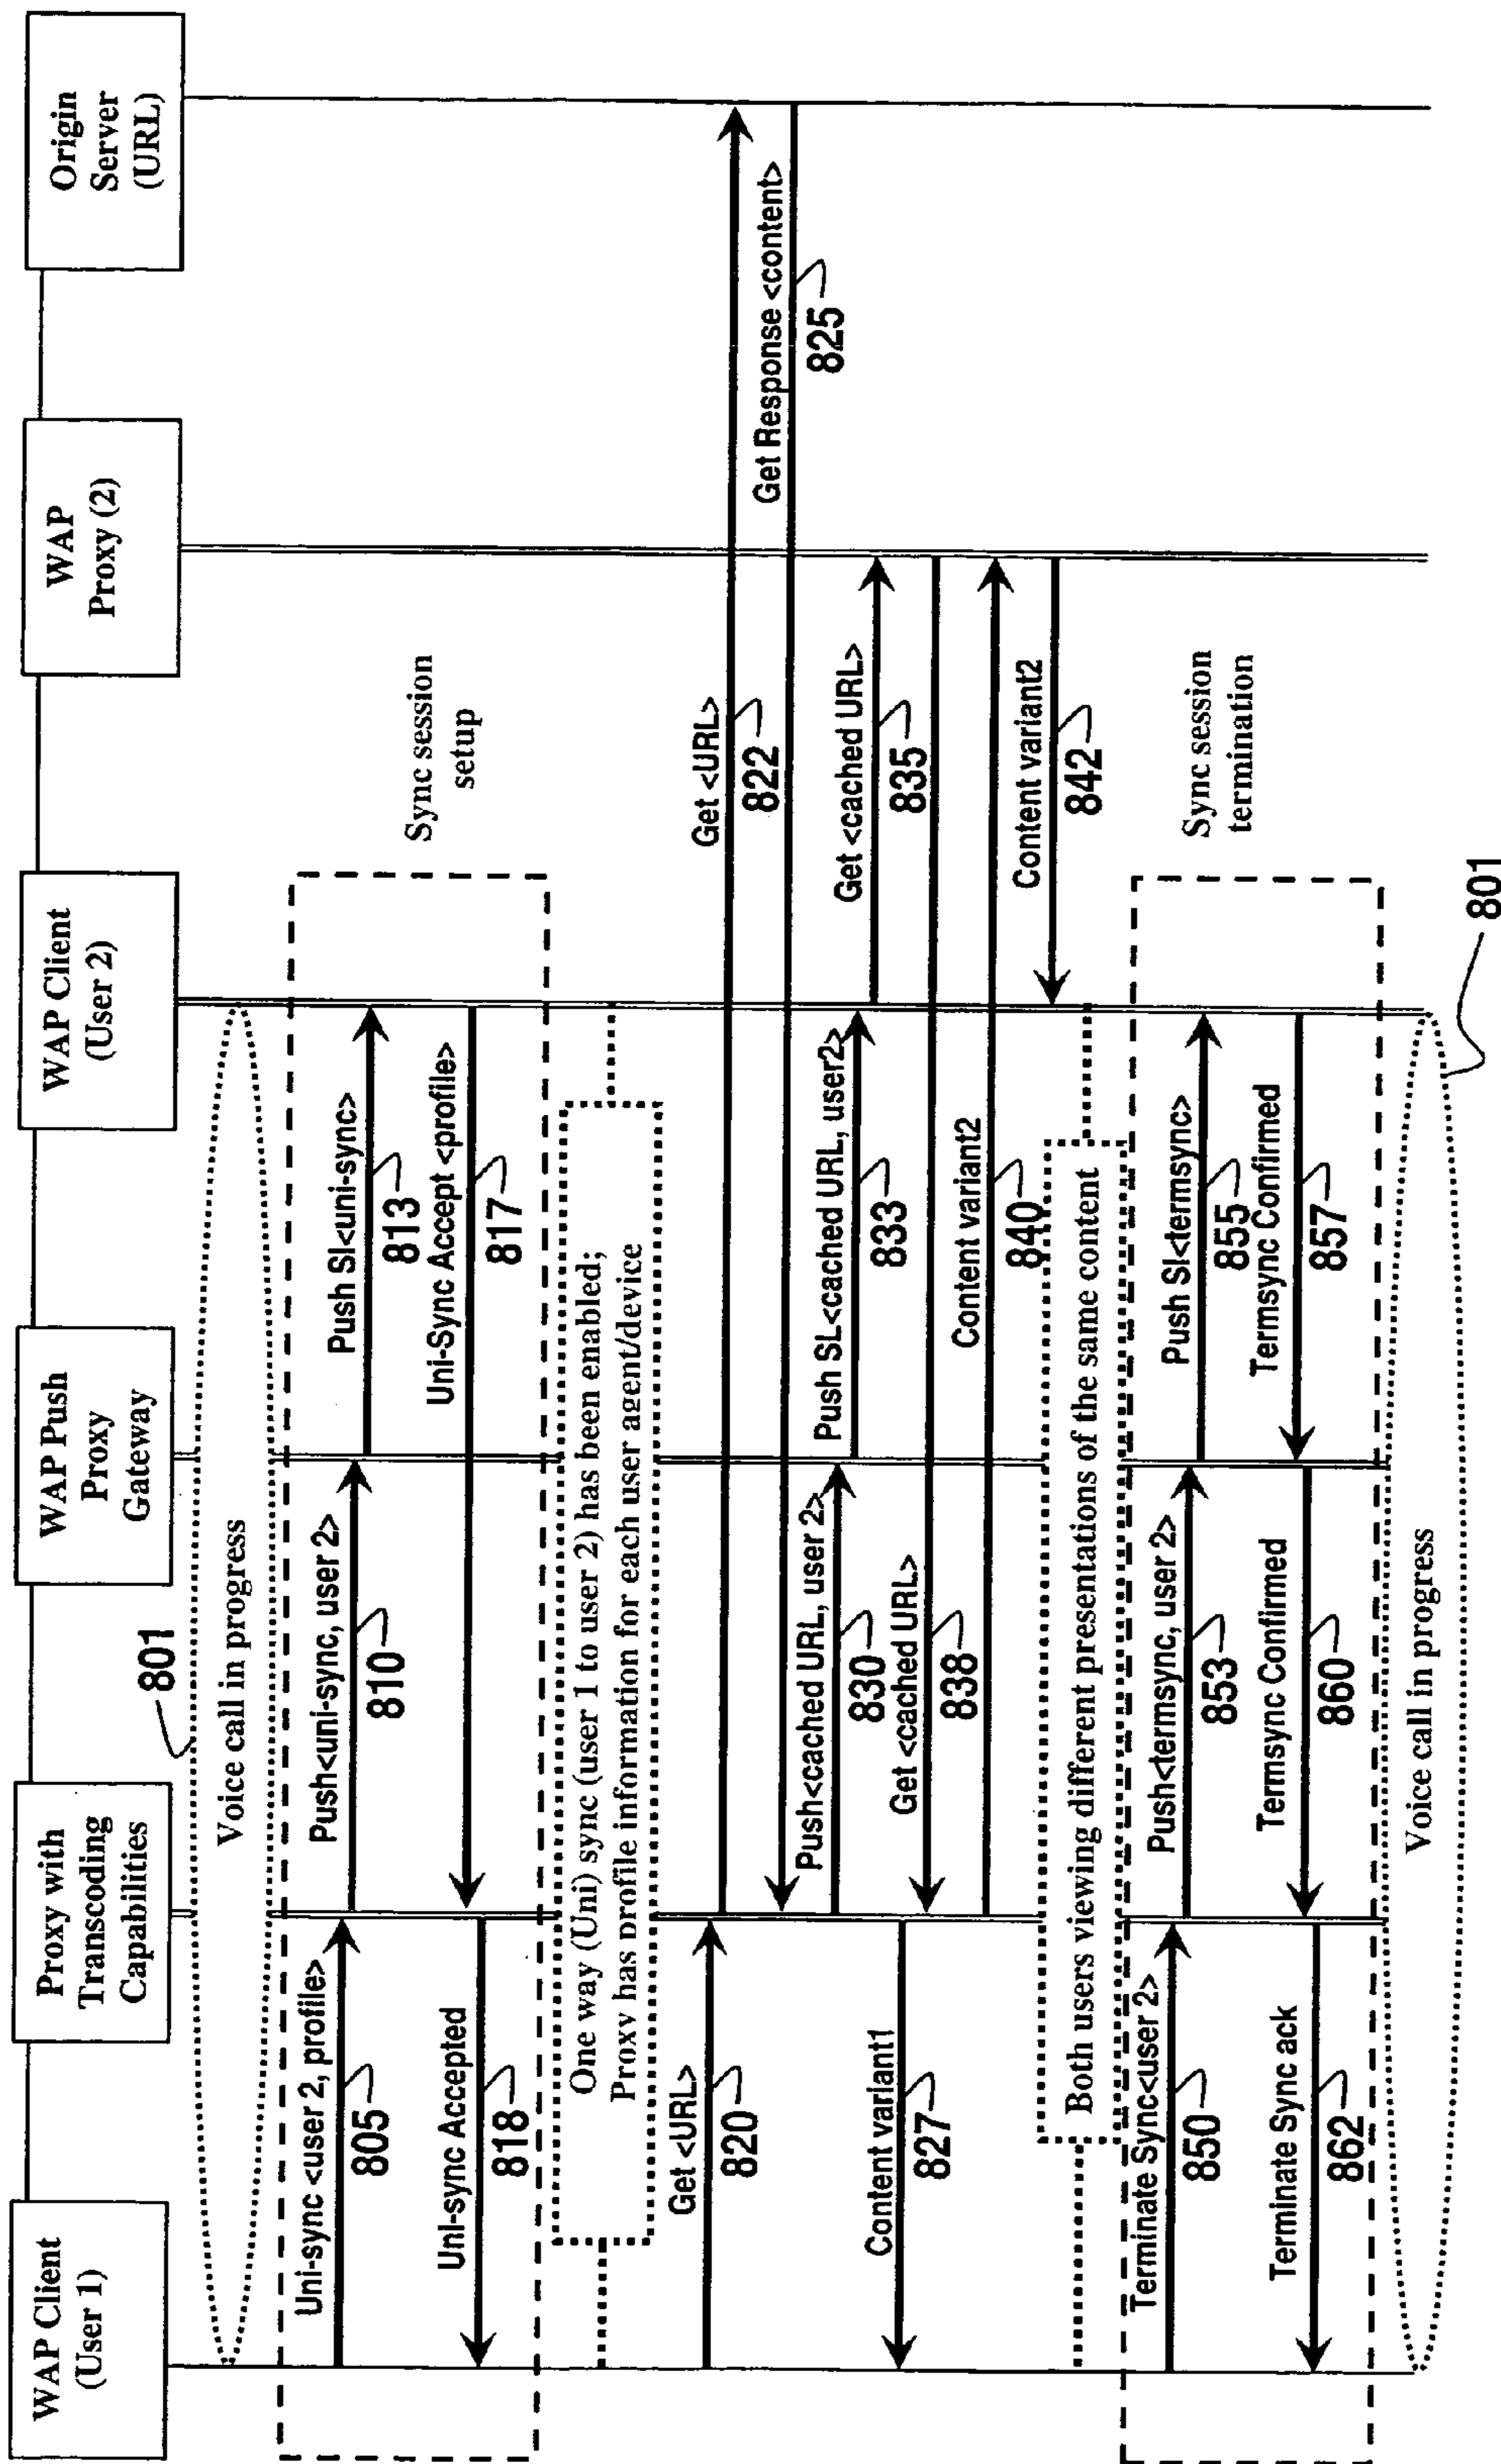 WAP Client
(User 1)
Proxy with
Transcoding
Capabilities
WAP Push
Proxy
Gateway
WAP Client
(User 2)
WAP
Proxy (2)
Origin
Server
(URL)
801
Voice call in progress
Uni-sync <user 2, profile>
805
Push<uni-sync, user 2>
810
Push SI<uni-sync>
813
Sync session
setup
Uni-Sync Accept <profile>
817
Uni-sync Accepted
818
One way (Uni) sync (user 1 to user 2) has been enabled;
Proxy has profile information for each user agent/device
Get <URL>
820
Get <URL>
822
Get Response <content>
825
Content variant1
827
Push<cached URL, user 2>
830
Push SL<cached URL, user2>
833
Get <cached URL>
835
Get <cached URL>
838
Content variant2
840
Content variant2
842
Both users viewing different presentations of the same content
Terminate Sync<user 2>
850
Push<termsync, user 2>
853
Push SI<termsync>
855
Sync session
termination
Termsync Confirmed
857
Termsync Confirmed
860
Terminate Sync ack
862
Voice call in progress
801